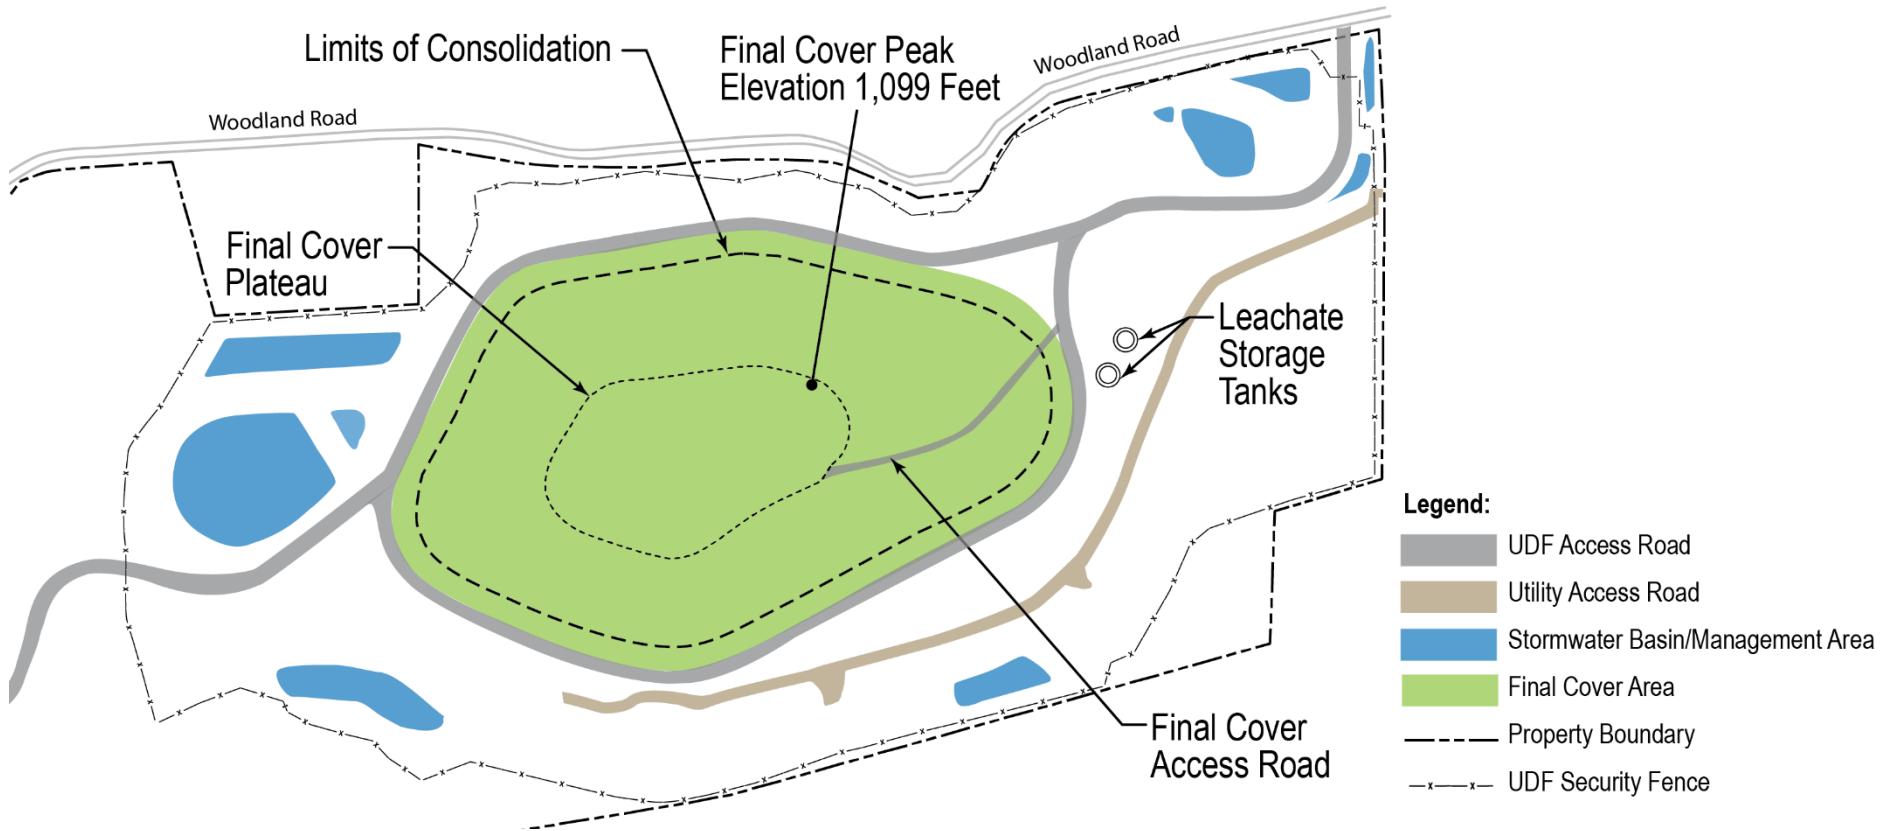 Limits of Consolidation
Final Cover Peak
Elevation 1,099 Feet
Woodland Road
Woodland Road
Final Cover
Plateau
Leachate
Storage
Tanks
Final Cover
Access Road
Legend:
UDF Access Road
Utility Access Road
Stormwater Basin/Management Area
Final Cover Area
Property Boundary
UDF Security Fence